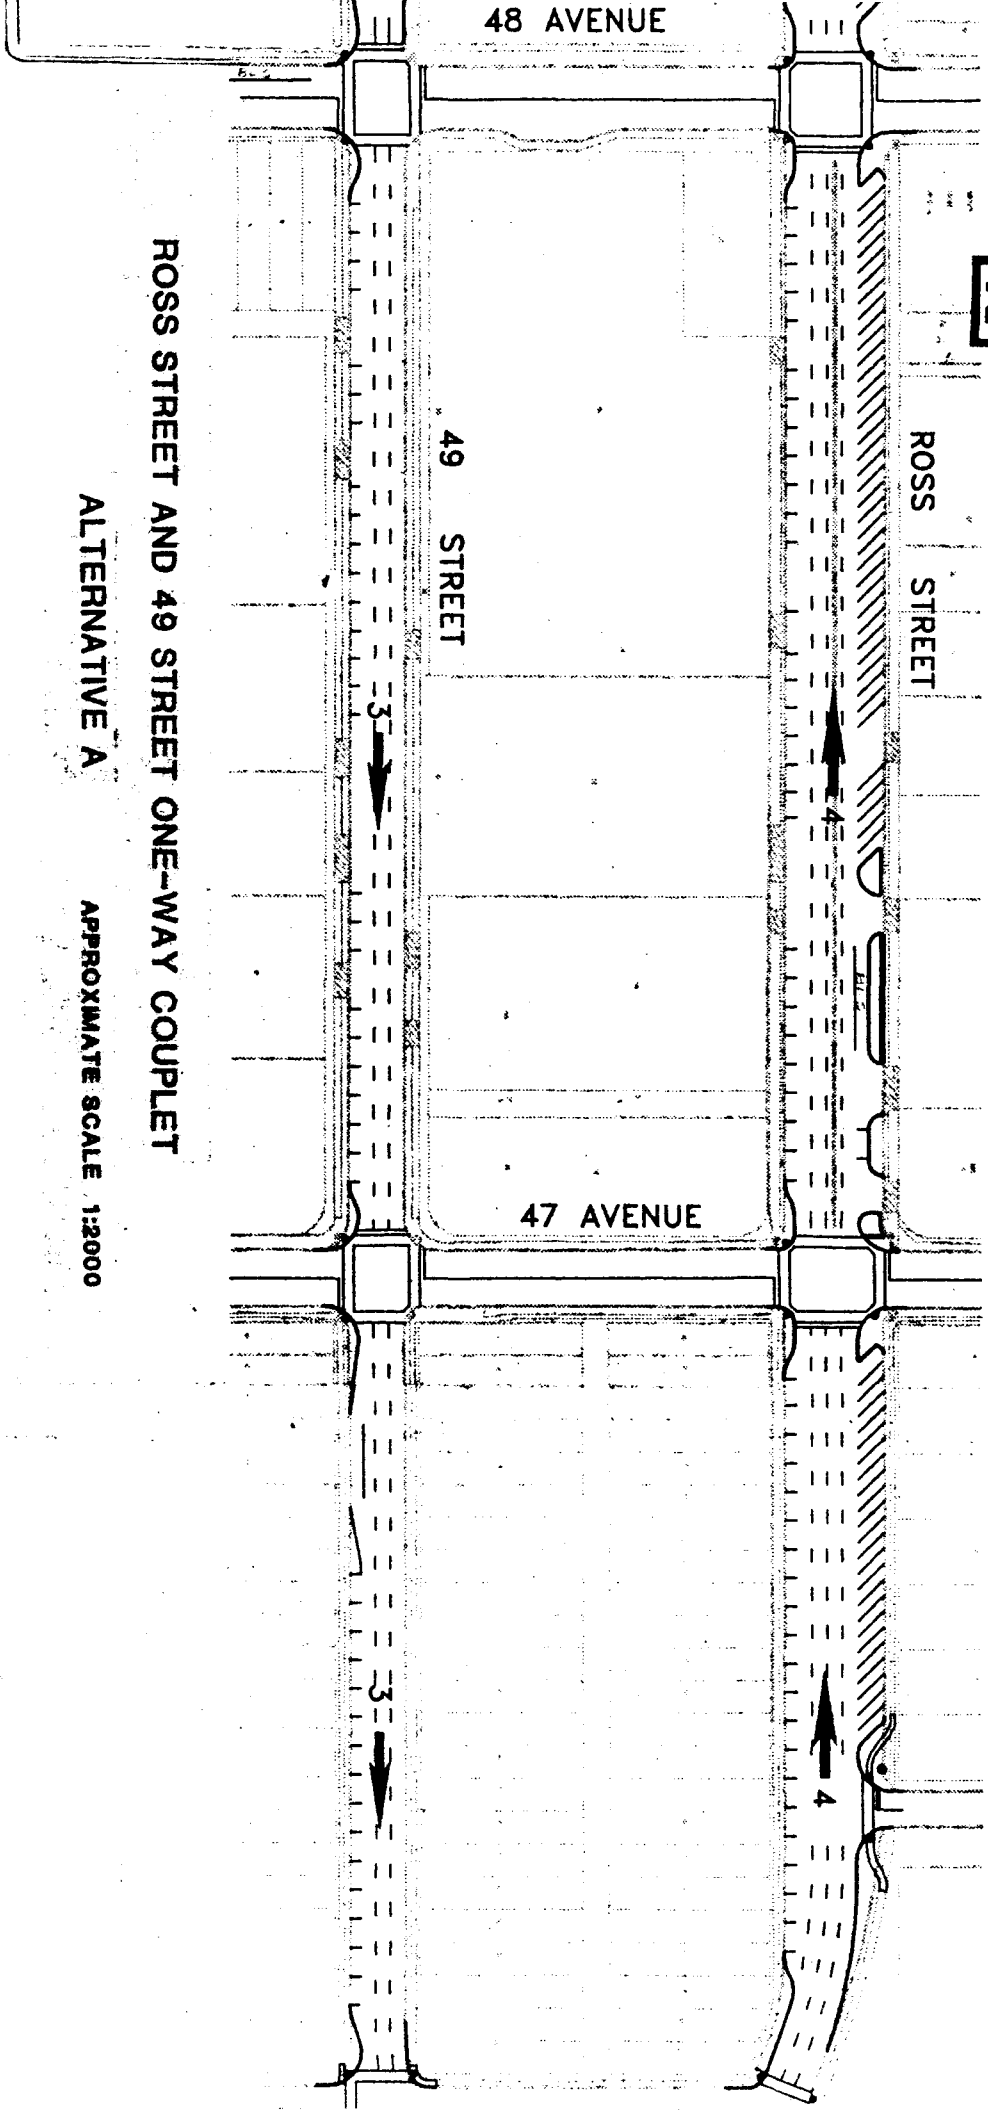 48 AVENUE
ROSS STREET
49 STREET
3
4
47 AVENUE
3
4
ROSS STREET AND 49 STREET ONE-WAY COUPLET
ALTERNATIVE A
APPROXIMATE SCALE 1:2000